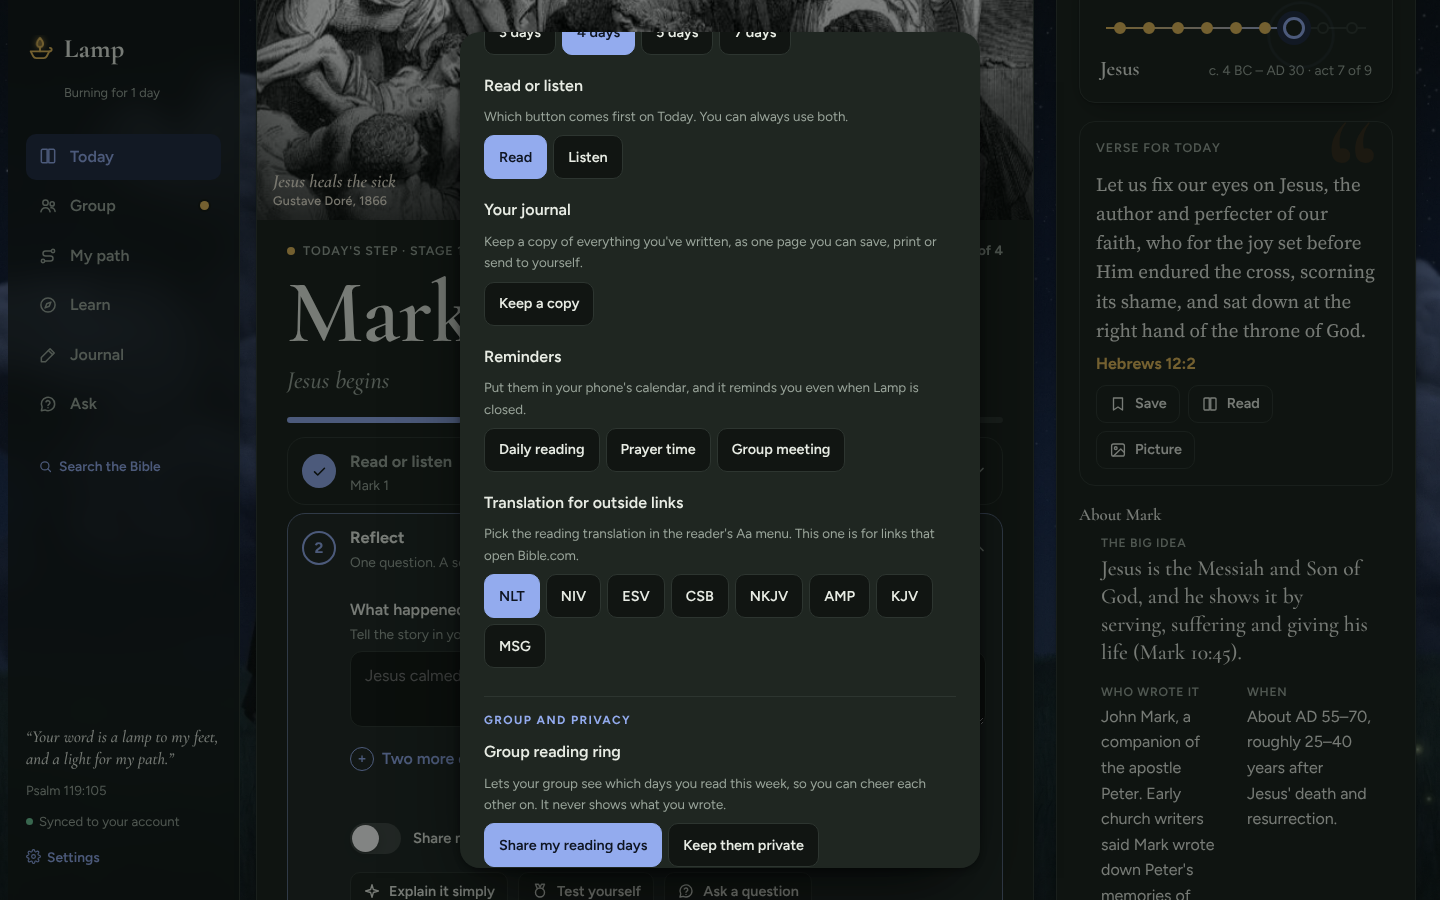 Lamp
Burning for 1 day
Today
Group
My path
Learn
Journal
Ask
Search the Bible
“Your word is a lamp to my feet,
and a light for my path.”
Psalm 119:105
Synced to your account
Settings
Jesus heals the sick
Gustave Doré, 1866
TODAY'S STEP · STAGE
of 4
Mark
Jesus begins
Read or listen
Mark 1
2
Reflect
One question. A
What happened
Tell the story in
Jesus calmed
Two more
Share
Explain it simply
Test yourself
Ask a question
3 days
4 days
5 days
7 days
Read or listen
Which button comes first on Today. You can always use both.
Read
Listen
Your journal
Keep a copy of everything you've written, as one page you can save, print or
send to yourself.
Keep a copy
Reminders
Put them in your phone's calendar, and it reminds you even when Lamp is
closed.
Daily reading
Prayer time
Group meeting
Translation for outside links
Pick the reading translation in the reader's Aa menu. This one is for links that
open Bible.com.
NLT
NIV
ESV
CSB
NKJV
AMP
KJV
MSG
GROUP AND PRIVACY
Group reading ring
Lets your group see which days you read this week, so you can cheer each
other on. It never shows what you wrote.
Share my reading days
Keep them private
Jesus
c. 4 BC – AD 30 · act 7 of 9
VERSE FOR TODAY
Let us fix our eyes on Jesus, the
author and perfecter of our
faith, who for the joy set before
Him endured the cross, scorning
its shame, and sat down at the
right hand of the throne of God.
Hebrews 12:2
Save
Read
Picture
About Mark
THE BIG IDEA
Jesus is the Messiah and Son of
God, and he shows it by
serving, suffering and giving his
life (Mark 10:45).
WHO WROTE IT
John Mark, a
companion of
the apostle
Peter. Early
church writers
said Mark wrote
down Peter's
memories of
WHEN
About AD 55–70,
roughly 25–40
years after
Jesus' death and
resurrection.